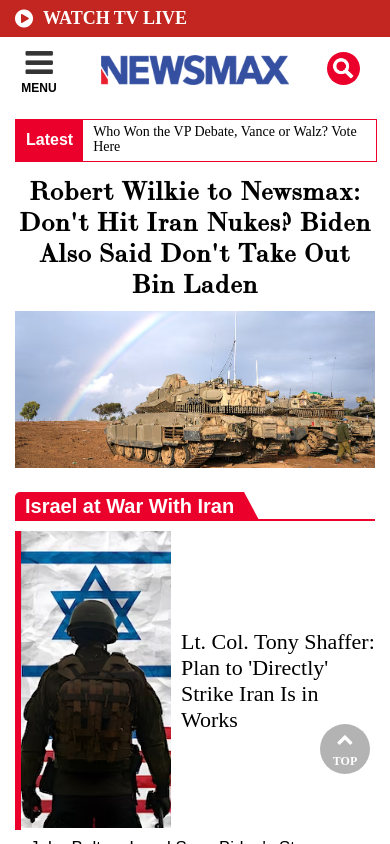 WATCH TV LIVE
MENU
NEWSMAX
Latest
Who Won the VP Debate, Vance or Walz? Vote
Here
Robert Wilkie to Newsmax:
Don't Hit Iran Nukes? Biden
Also Said Don't Take Out
Bin Laden
Israel at War With Iran
Lt. Col. Tony Shaffer:
Plan to 'Directly'
Strike Iran Is in
Works
TOP